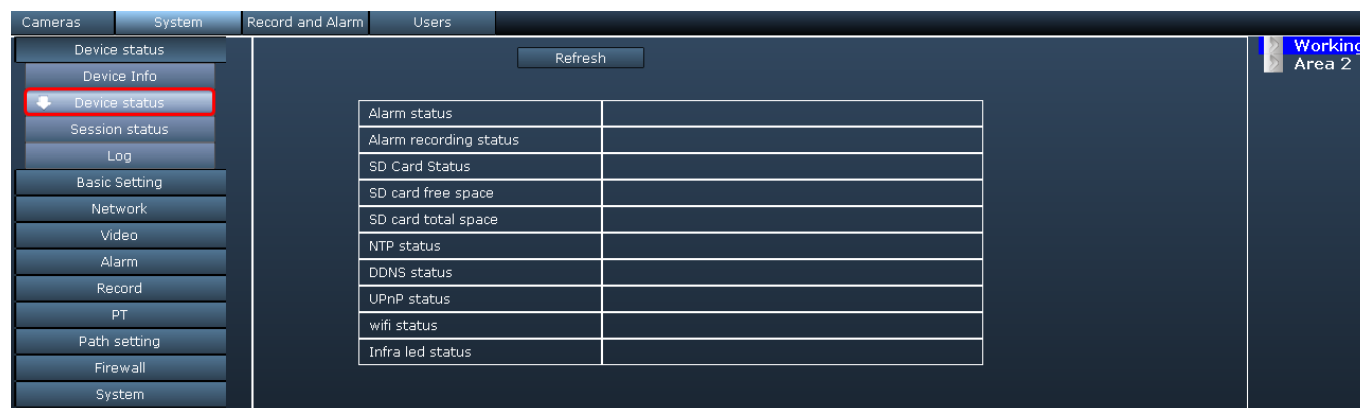 Cameras System Record and Alarm Users
Device status
Device Info
Device status
Session status
Log
Basic Setting
Network
Video
Alarm
Record
PT
Path setting
Firewall
System
Refresh
Alarm status
Alarm recording status
SD Card Status
SD card free space
SD card total space
NTP status
DDNS status
UPnP status
wifi status
Infra led status
Working
Area 2